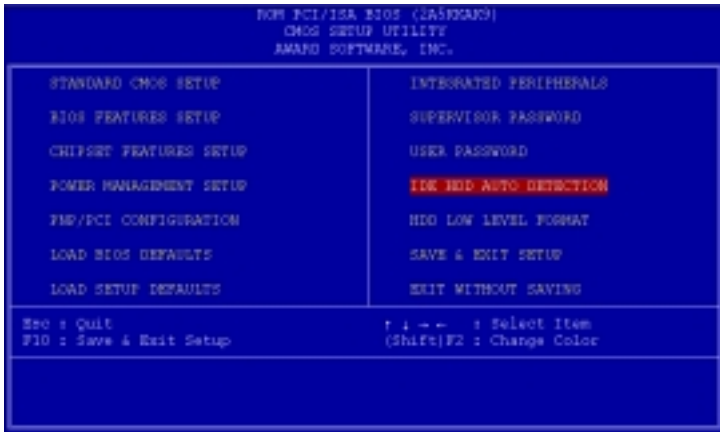 ROM PCI/ISA BIOS (2A5KKAK9)
CMOS SETUP UTILITY
AWARD SOFTWARE, INC.
STANDARD CMOS SETUP
BIOS FEATURES SETUP
CHIPSET FEATURES SETUP
POWER MANAGEMENT SETUP
PNP/PCI CONFIGURATION
LOAD BIOS DEFAULTS
LOAD SETUP DEFAULTS
INTEGRATED PERIPHERALS
SUPERVISOR PASSWORD
USER PASSWORD
IDE HDD AUTO DETECTION
HDD LOW LEVEL FORMAT
SAVE & EXIT SETUP
EXIT WITHOUT SAVING
Esc : Quit
F10 : Save & Exit Setup
↑ ↓ → ← : Select Item
(Shift)F2 : Change Color